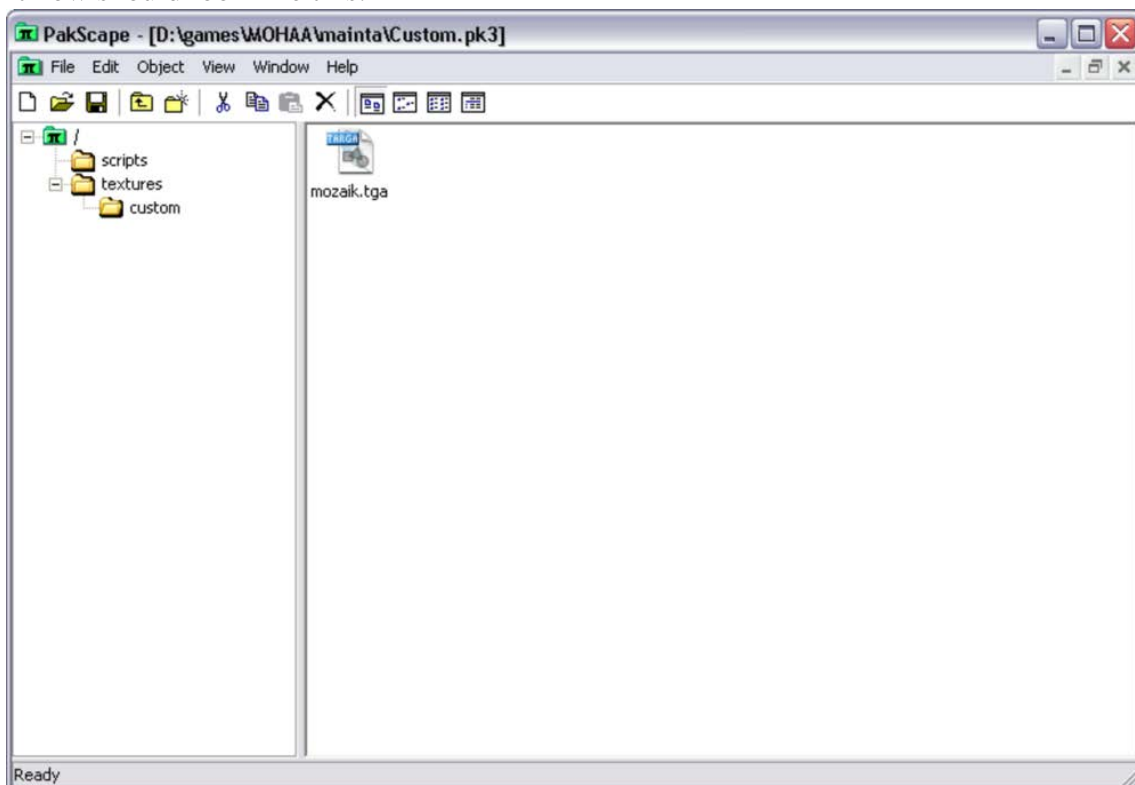 PakScape - [D:\games\MOHAA\mainta\Custom.pk3]
File Edit Object View Window Help
/
scripts
textures
custom
TARGA
mozaik.tga
Ready